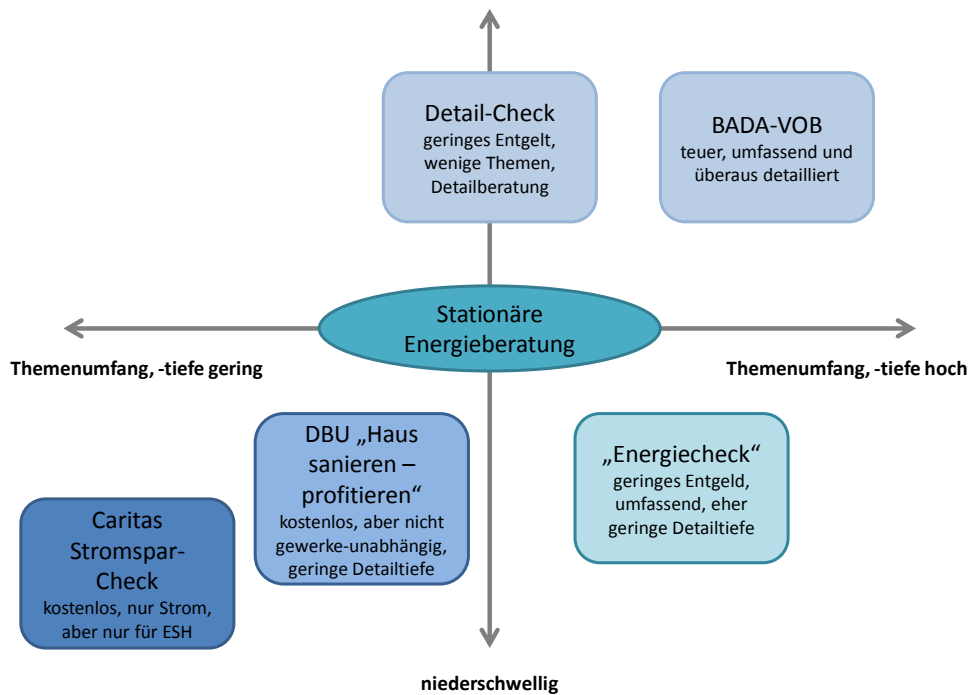 Detail-Check
geringes Entgelt,
wenige Themen,
Detailberatung
BADA-VOB
teuer, umfassend und
überaus detailliert
Stationäre
Energieberatung
Themenumfang, -tiefe gering
Themenumfang, -tiefe hoch
DBU „Haus
sanieren –
profitieren“
kostenlos, aber nicht
gewerke-unabhängig,
geringe Detailtiefe
„Energiecheck“
geringes Entgeld,
umfassend, eher
geringe Detailtiefe
Caritas
Stromspar-
Check
kostenlos, nur Strom,
aber nur für ESH
niederschwellig